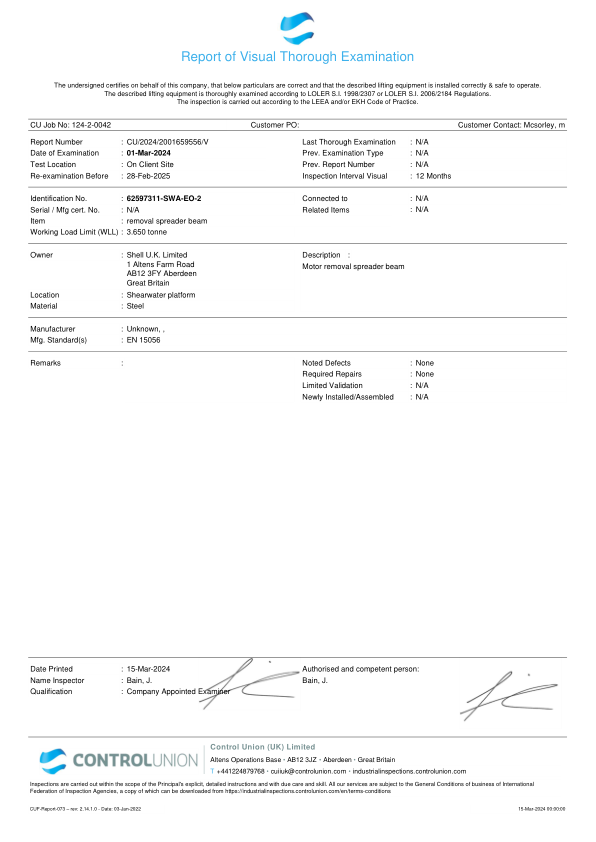 Report of Visual Thorough Examination
The undersigned certifies on behalf of this company, that below particulars are correct and that the described lifting equipment is installed correctly & safe to operate.
The described lifting equipment is thoroughly examined according to LOLER S.I. 1998/2307 or LOLER S.I. 2006/2184 Regulations.
The inspection is carried out according to the LEEA and/or EKH Code of Practice.
CU Job No: 124-2-0042 Customer PO: Customer Contact: Mcsorley, m
Report Number : CU/2024/2001659556/V Last Thorough Examination : N/A
Date of Examination : 01-Mar-2024 Prev. Examination Type : N/A
Test Location : On Client Site Prev. Report Number : N/A
Re-examination Before : 28-Feb-2025 Inspection Interval Visual : 12 Months
Identification No. : 62597311-SWA-EO-2 Connected to : N/A
Serial / Mfg cert. No. : N/A Related Items : N/A
Item : removal spreader beam
Working Load Limit (WLL) : 3.650 tonne
Owner : Shell U.K. Limited Description :
1 Altens Farm Road Motor removal spreader beam
AB12 3FY Aberdeen
Great Britain
Location : Shearwater platform
Material : Steel
Manufacturer : Unknown, ,
Mfg. Standard(s) : EN 15056
Remarks : Noted Defects : None
Required Repairs : None
Limited Validation : N/A
Newly Installed/Assembled : N/A
Date Printed : 15-Mar-2024 Authorised and competent person:
Name Inspector : Bain, J. Bain, J.
Qualification : Company Appointed Examiner
CONTROLUNION
Control Union (UK) Limited
Altens Operations Base · AB12 3JZ · Aberdeen · Great Britain
T +441224879768 · cuiiuk@controlunion.com · industrialinspections.controlunion.com
Inspections are carried out within the scope of the Principal's explicit, detailed instructions and with due care and skill. All our services are subject to the General Conditions of business of International
Federation of Inspection Agencies, a copy of which can be downloaded from https://industrialinspections.controlunion.com/en/terms-conditions
CUF-Report-073 – rev: 2.14.1.0 - Date: 03-Jun-2022 15-Mar-2024 00:00:00